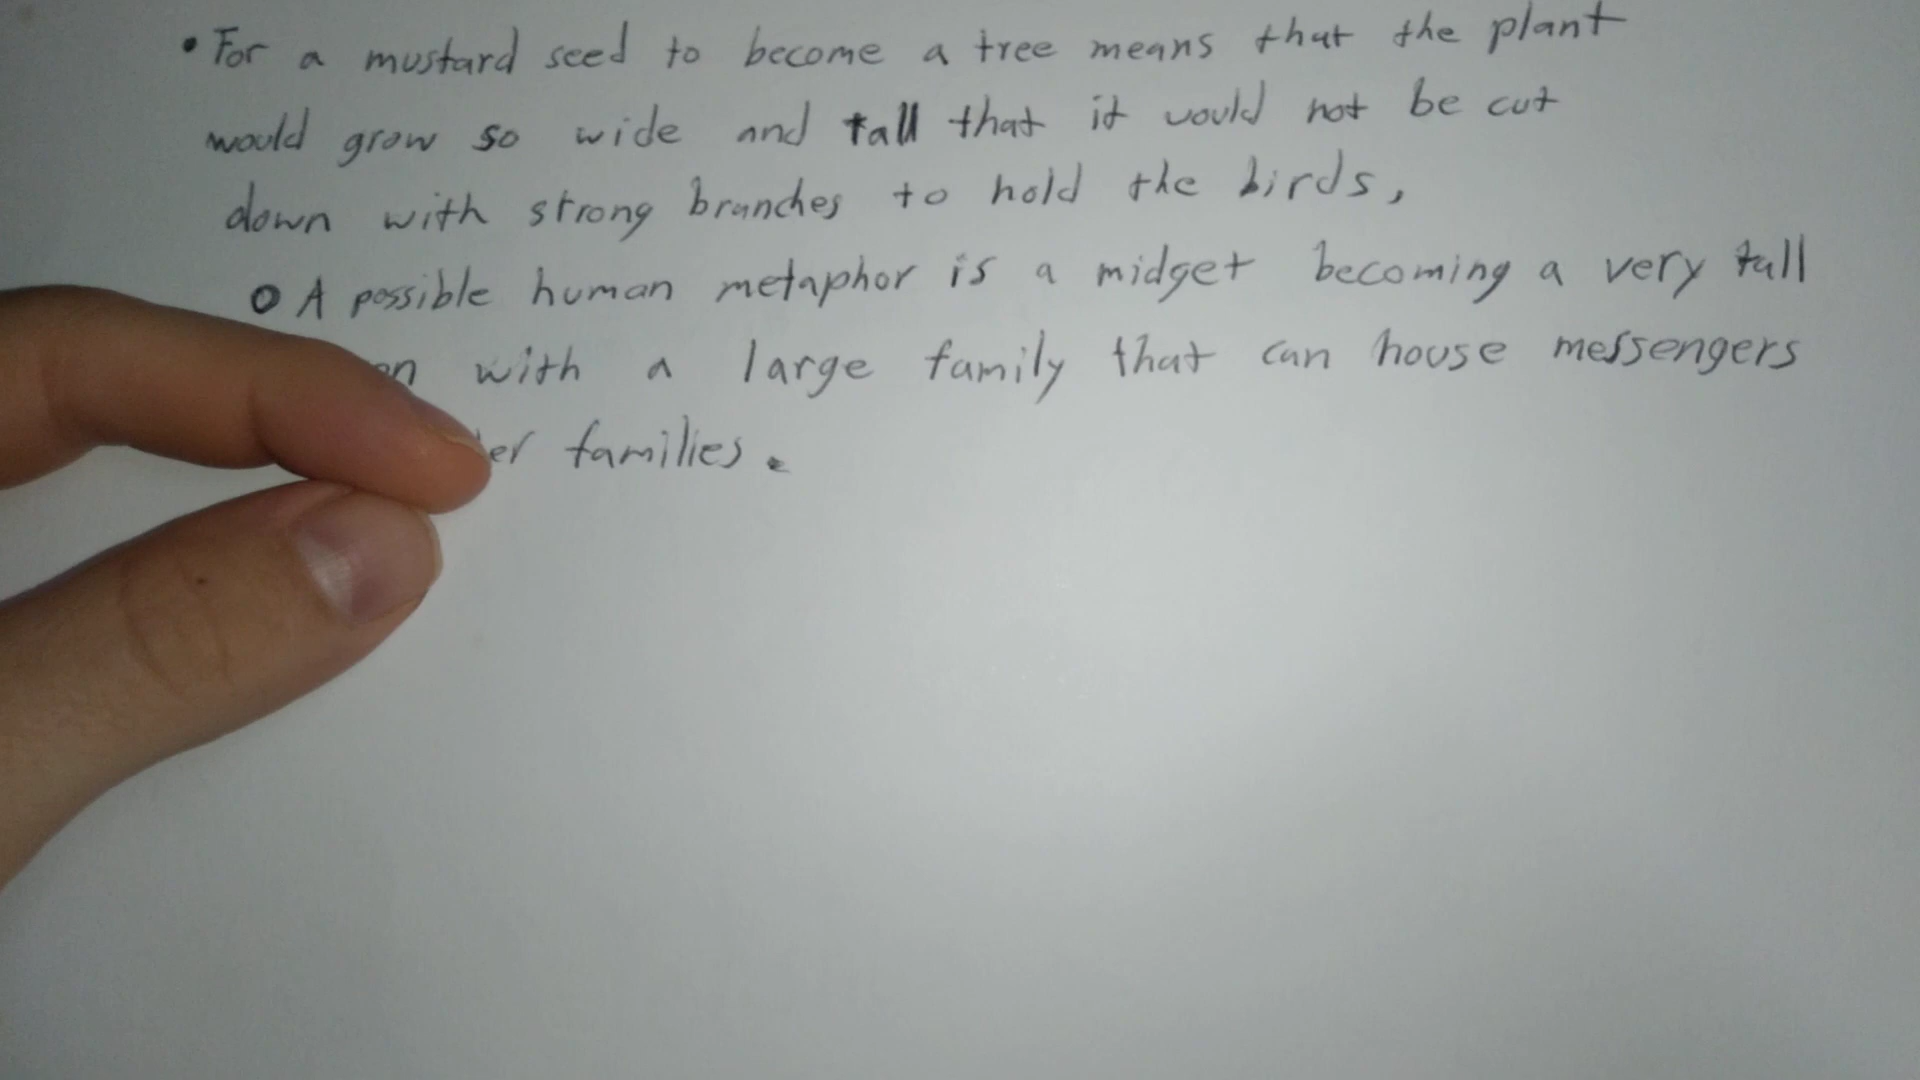 • For a mustard seed to become a tree means that the plant
would grow so wide and tall that it would not be cut
down with strong branches to hold the birds,
o A possible human metaphor is a midget becoming a very tall
with a large family that can house messengers
families.